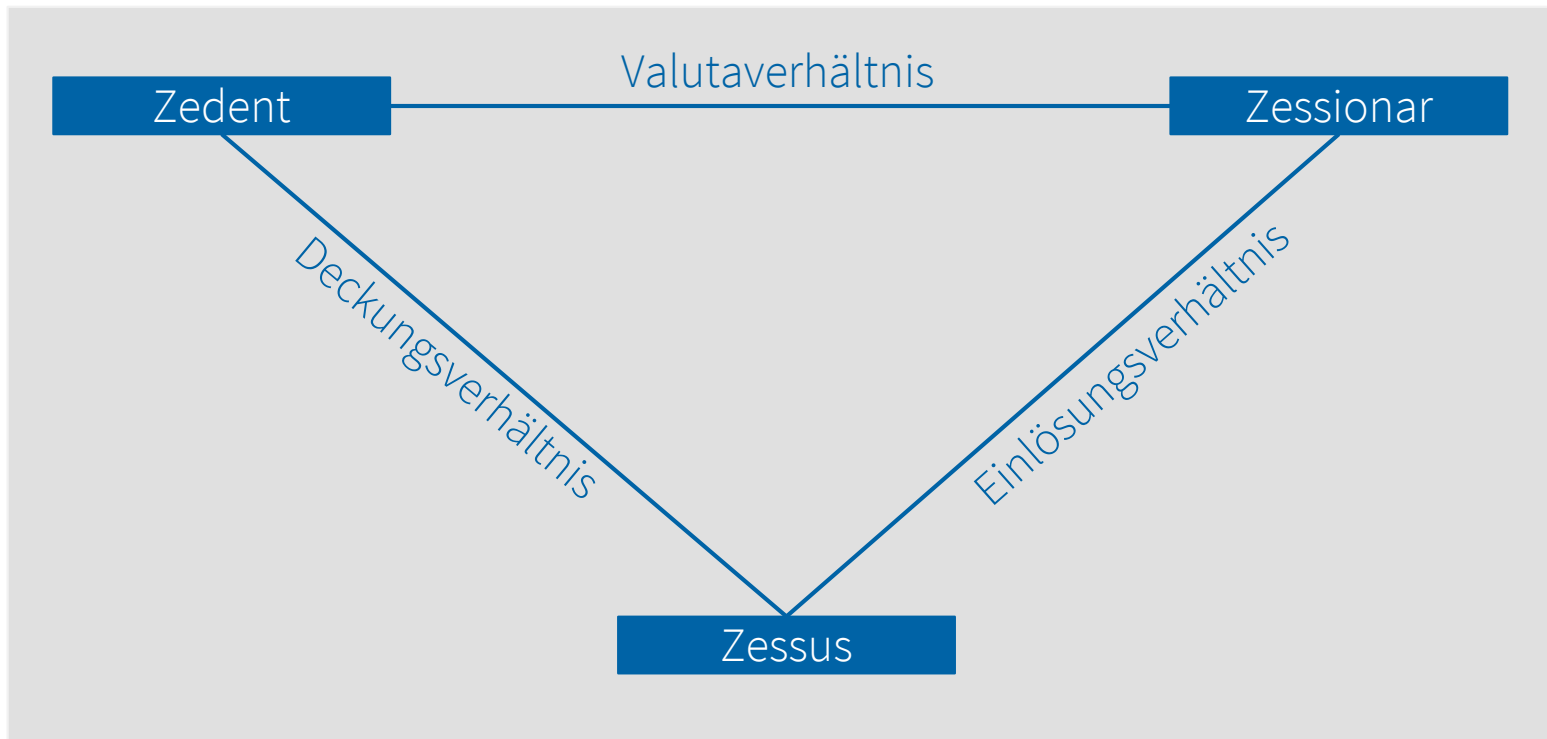 Valutaverhältnis
Zedent
Zessionar
Deckungsverhältnis
Einlösungsverhältnis
Zessus